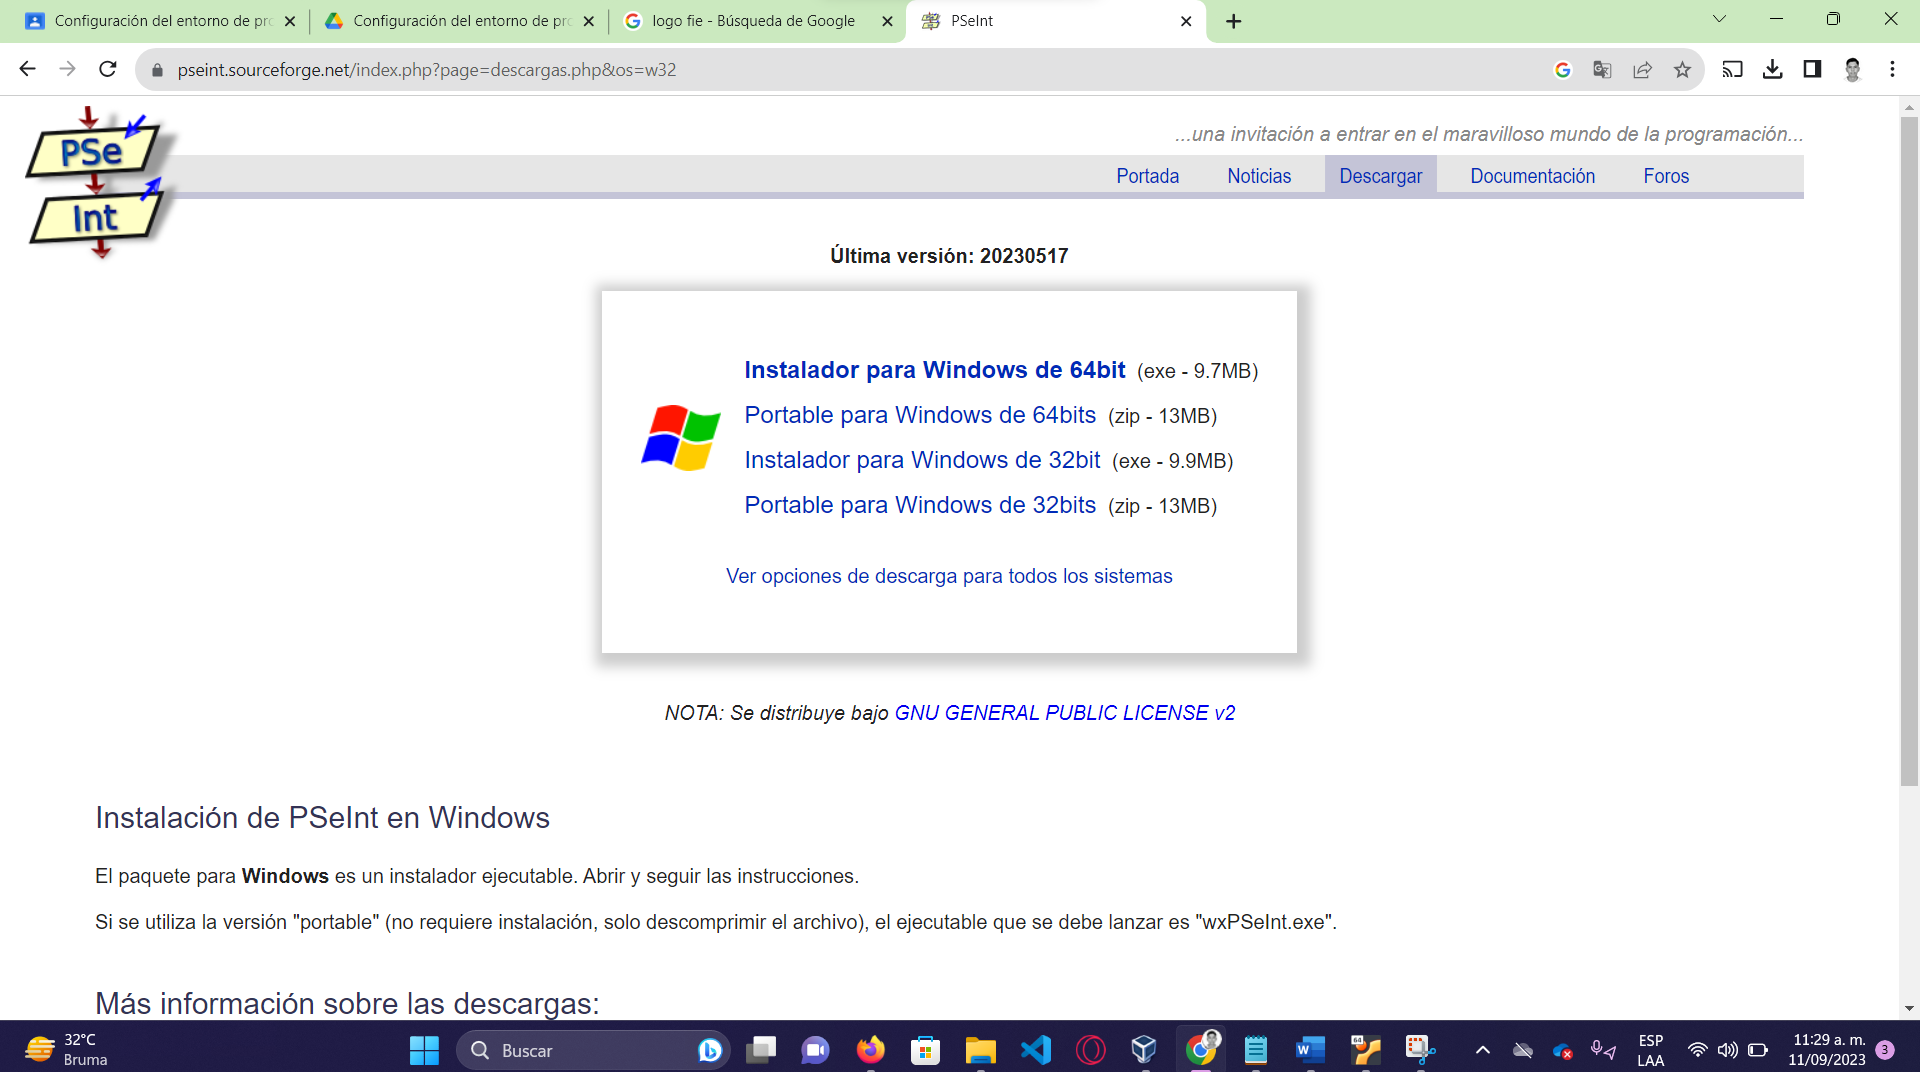 Configuración del entorno de pro
Configuración del entorno de pro
logo fie - Búsqueda de Google
PSeInt
pseint.sourceforge.net/index.php?page=descargas.php&os=w32
PSe
Int
...una invitación a entrar en el maravilloso mundo de la programación...
Portada Noticias Descargar Documentación Foros
Última versión: 20230517
Instalador para Windows de 64bit (exe - 9.7MB)
Portable para Windows de 64bits (zip - 13MB)
Instalador para Windows de 32bit (exe - 9.9MB)
Portable para Windows de 32bits (zip - 13MB)
Ver opciones de descarga para todos los sistemas
NOTA: Se distribuye bajo GNU GENERAL PUBLIC LICENSE v2
Instalación de PSeInt en Windows
El paquete para Windows es un instalador ejecutable. Abrir y seguir las instrucciones.
Si se utiliza la versión "portable" (no requiere instalación, solo descomprimir el archivo), el ejecutable que se debe lanzar es "wxPSeInt.exe".
Más información sobre las descargas:
32°C
Bruma
Buscar
64
ESP
LAA
11:29 a. m.
11/09/2023
3